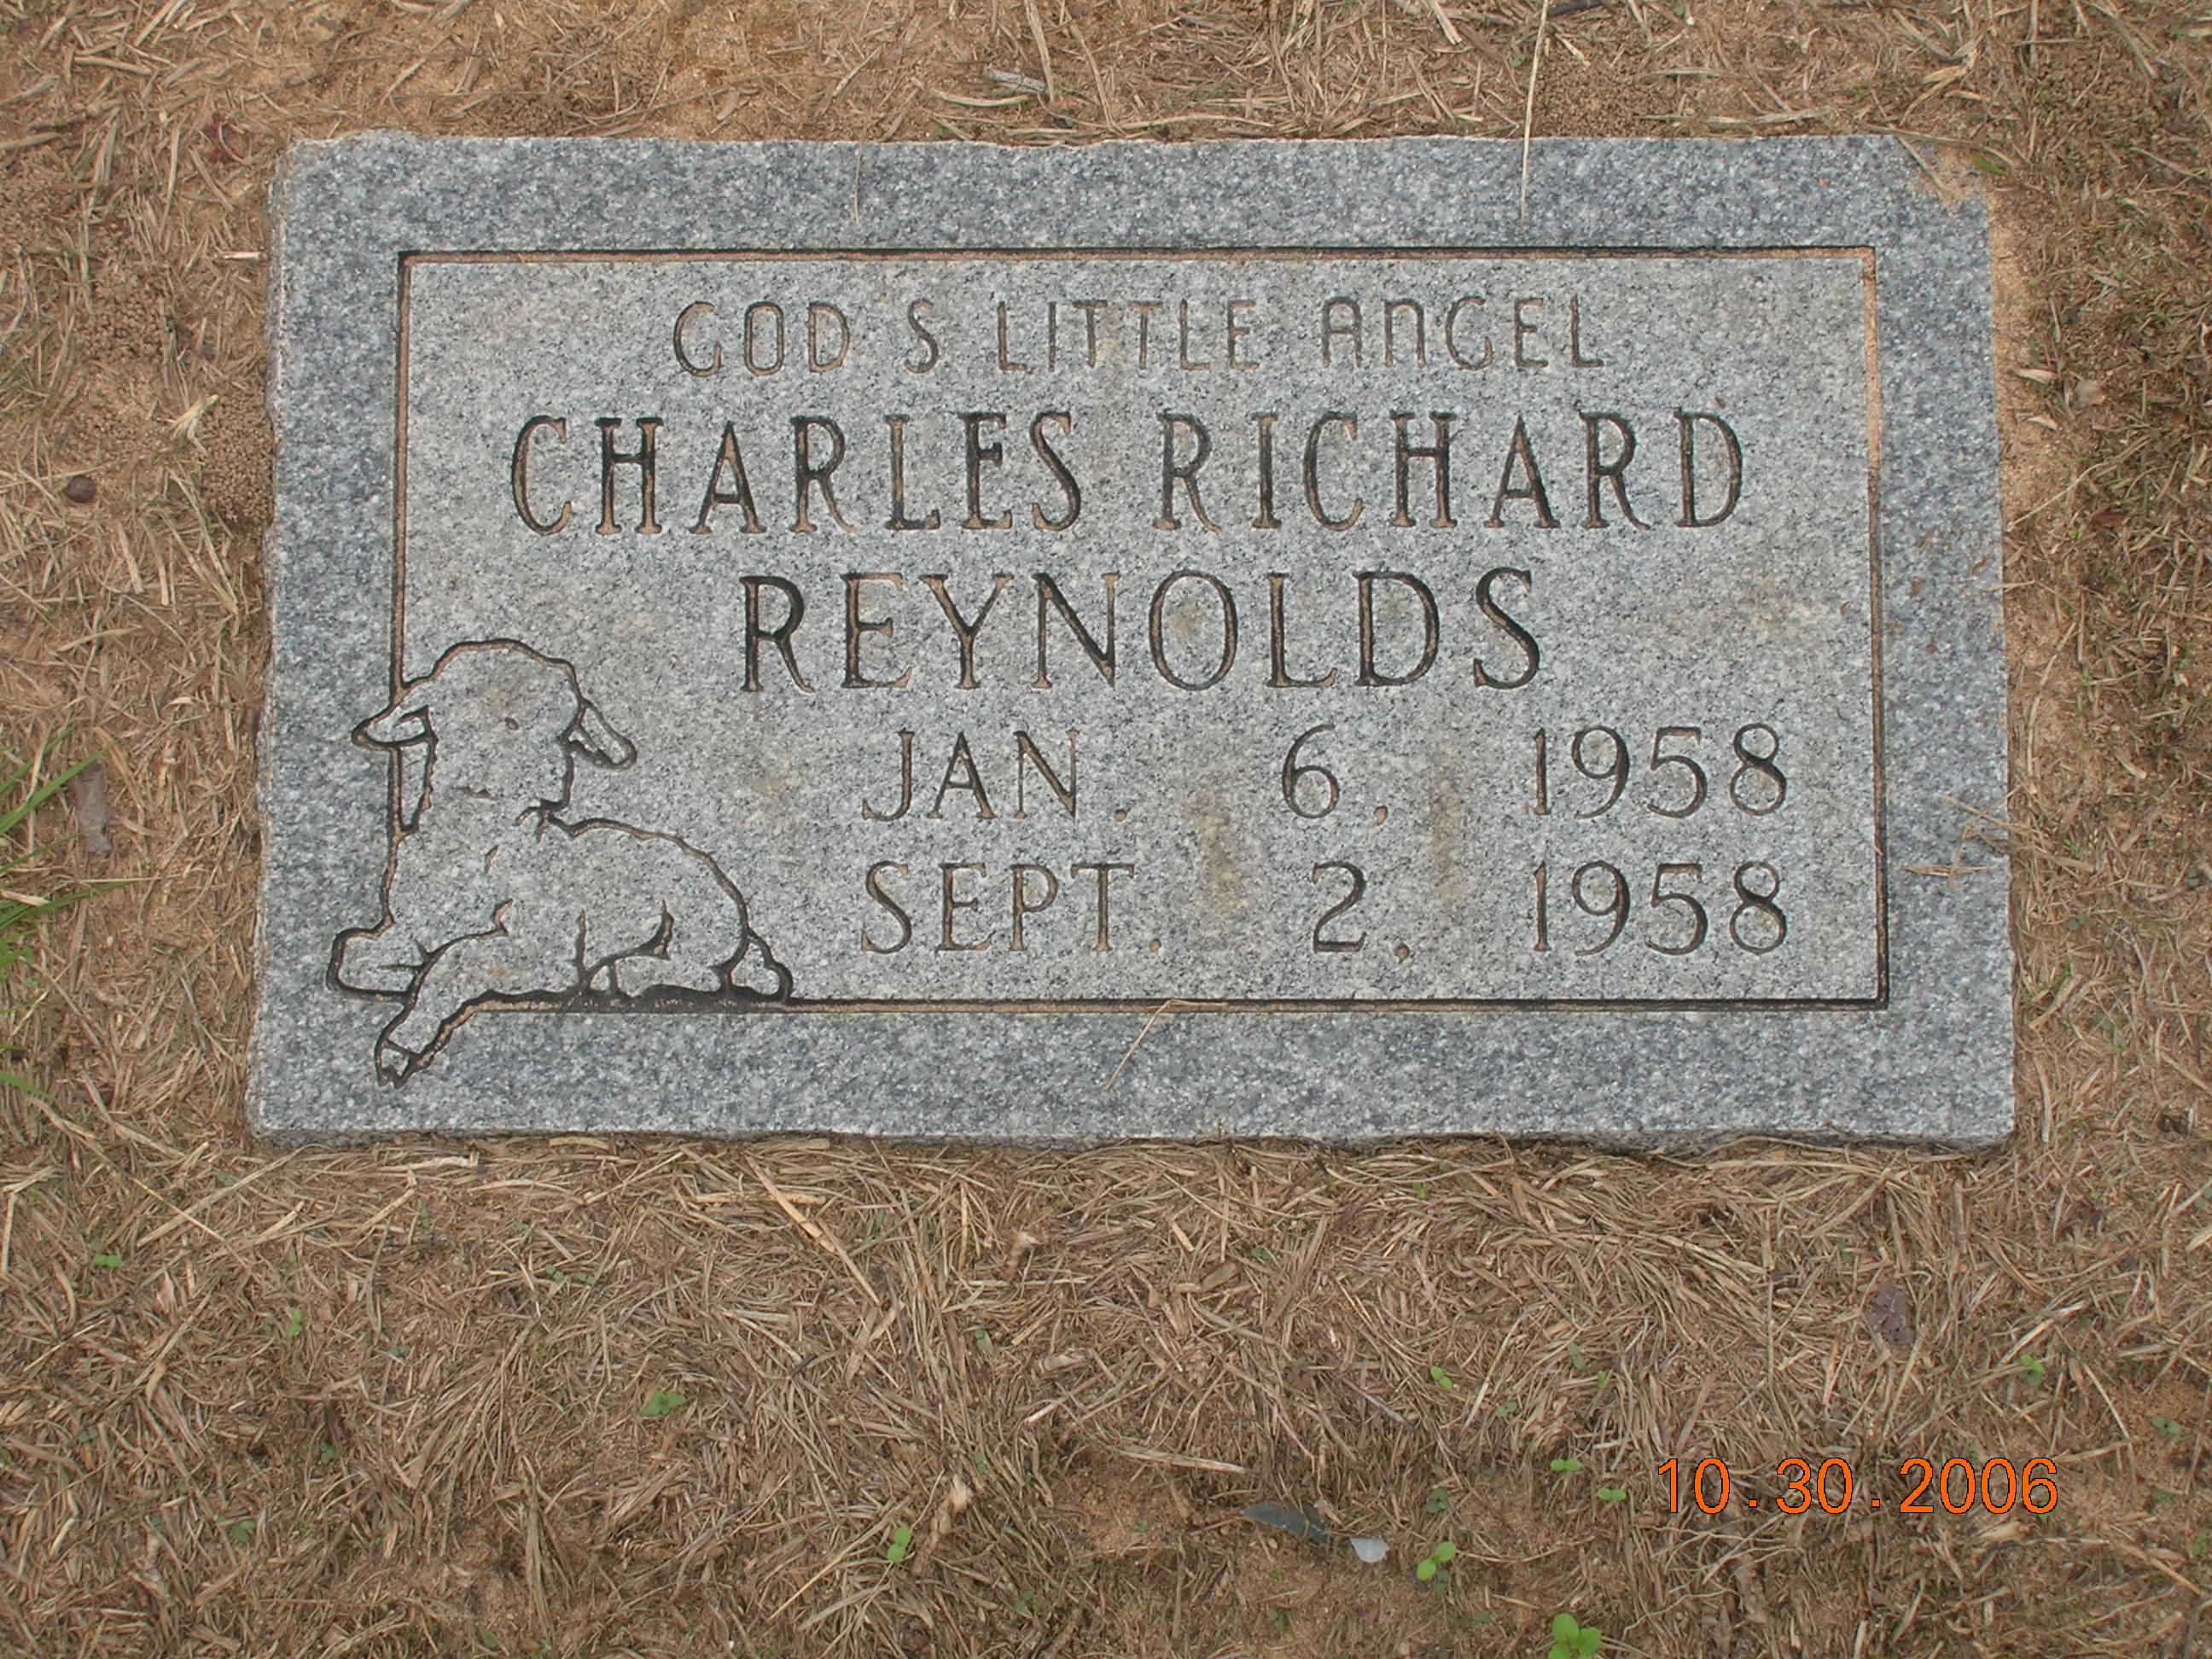 GOD S LITTLE ANGEL
CHARLES RICHARD
REYNOLDS
JAN. 6, 1958
SEPT. 2, 1958
10.30.2006